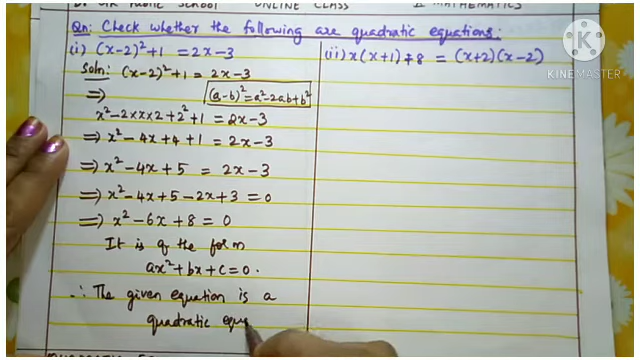 PUBLIC SCHOOL ONLINE CLASS MATHEMATICS
Qn: Check whether the following are quadratic equations:
(i) (x-2)²+1 = 2x-3
Soln: (x-2)²+1 = 2x-3
⇒ (a-b)² = a²-2ab+b²
x²-2×x×2+2²+1 = 2x-3
⇒ x²-4x+4+1 = 2x-3
⇒ x²-4x+5 = 2x-3
⇒ x²-4x+5-2x+3 = 0
⇒ x²-6x+8 = 0
It is of the form
ax²+bx+c=0.
∴ The given equation is a
quadratic equ
(ii) x(x+1)+8 = (x+2)(x-2)
KINEMASTER